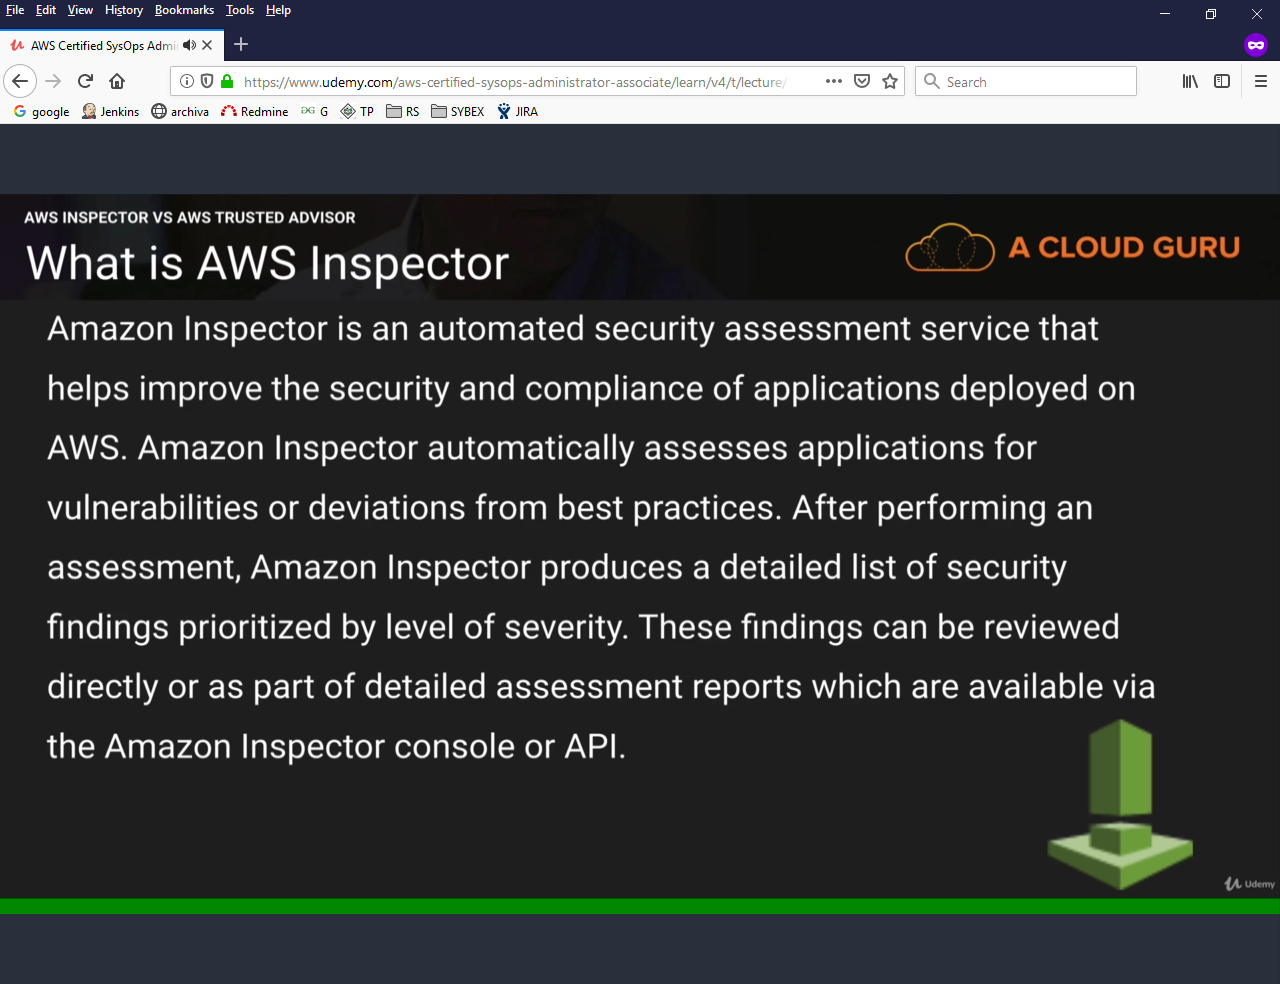 File Edit View History Bookmarks Tools Help
AWS Certified SysOps Admi
https://www.udemy.com/aws-certified-sysops-administrator-associate/learn/v4/t/lecture/
Search
google Jenkins archiva Redmine G TP RS SYBEX JIRA
AWS INSPECTOR VS AWS TRUSTED ADVISOR
What is AWS Inspector
A CLOUD GURU
Amazon Inspector is an automated security assessment service that
helps improve the security and compliance of applications deployed on
AWS. Amazon Inspector automatically assesses applications for
vulnerabilities or deviations from best practices. After performing an
assessment, Amazon Inspector produces a detailed list of security
findings prioritized by level of severity. These findings can be reviewed
directly or as part of detailed assessment reports which are available via
the Amazon Inspector console or API.
Udemy